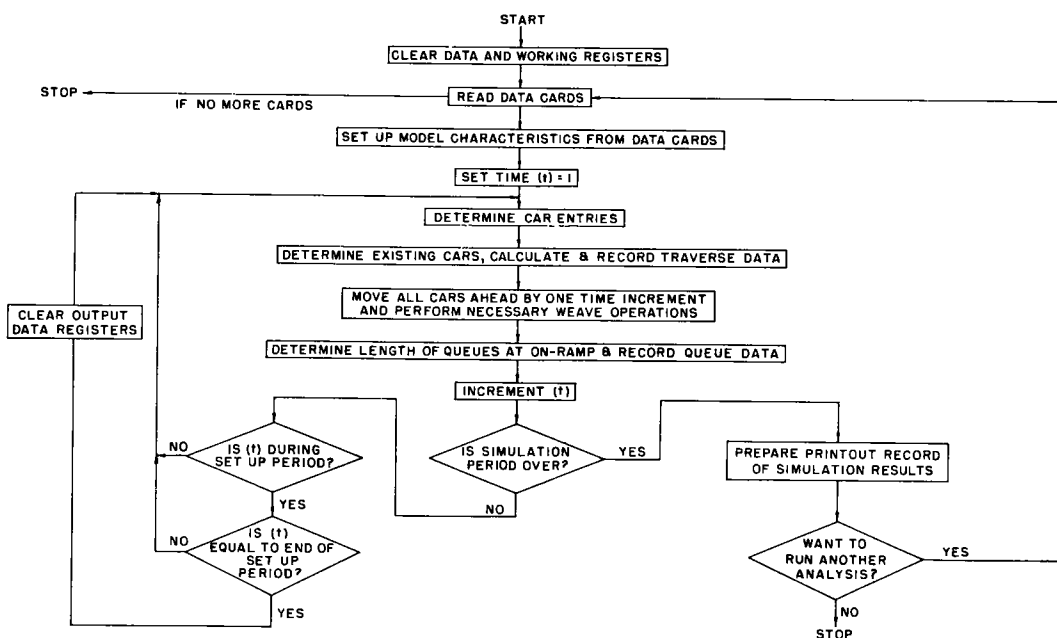 START
CLEAR DATA AND WORKING REGISTERS
STOP
IF NO MORE CARDS
READ DATA CARDS
SET UP MODEL CHARACTERISTICS FROM DATA CARDS
SET TIME (t) = 1
DETERMINE CAR ENTRIES
DETERMINE EXISTING CARS, CALCULATE & RECORD TRAVERSE DATA
MOVE ALL CARS AHEAD BY ONE TIME INCREMENT
AND PERFORM NECESSARY WEAVE OPERATIONS
CLEAR OUTPUT
DATA REGISTERS
DETERMINE LENGTH OF QUEUES AT ON-RAMP & RECORD QUEUE DATA
INCREMENT (t)
NO
IS (t) DURING
SET UP PERIOD?
IS SIMULATION
PERIOD OVER?
YES
PREPARE PRINTOUT RECORD
OF SIMULATION RESULTS
YES
NO
NO
IS (t)
EQUAL TO END OF
SET UP
PERIOD?
WANT TO
RUN ANOTHER
ANALYSIS?
YES
YES
NO
STOP